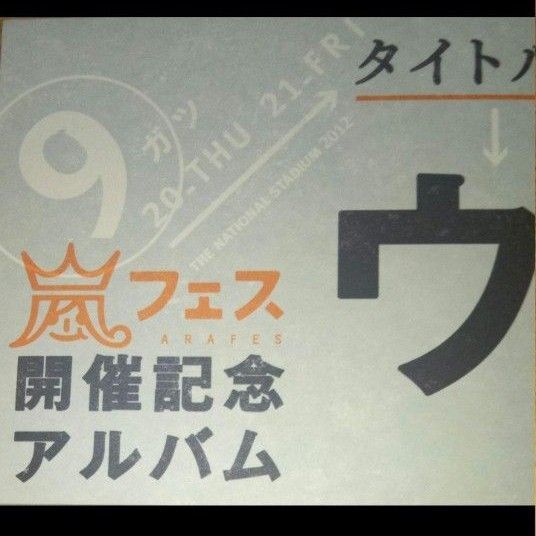 タイトル
↓
ウ
9ガツ
20-THU 21-FRI
THE NATIONAL STADIUM 2012
嵐フェス
ARAFES
開催記念
アルバム